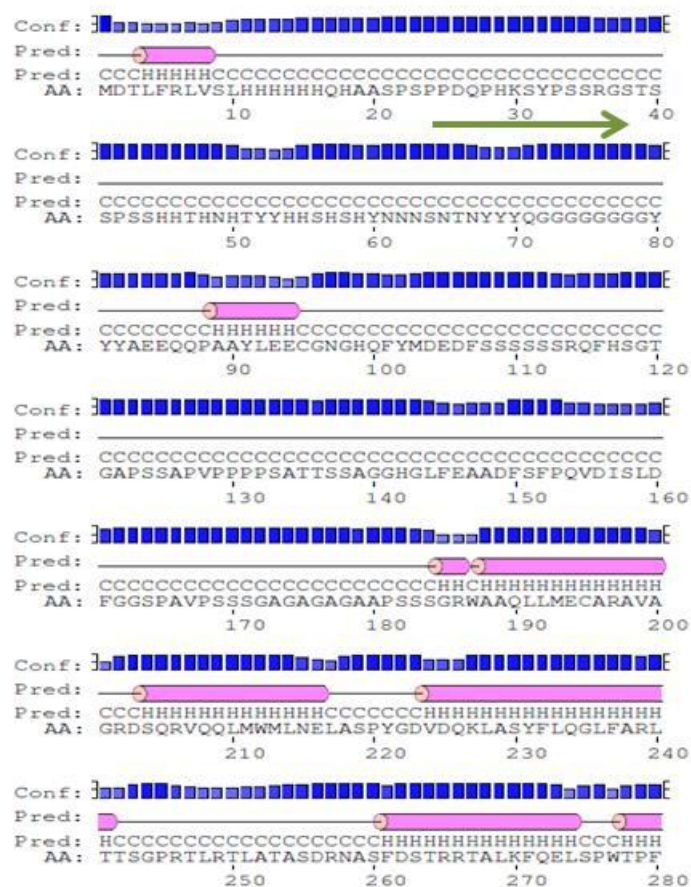 Conf:
Pred:
Pred: CCCHHHHHCCCCCCCCCCCCCCCCCCCCCCCCCCCCCCCC
AA: MDTLFRLVSLHHHHHHQHAASPSPPDQPHKSYPSSRGSTS
10 20 30 40
Conf:
Pred:
Pred: CCCCCCCCCCCCCCCCCCCCCCCCCCCCCCCCCCCCCCCC
AA: SPSSHHTHNHTYYHHSHSHYNNNSNTNYYYQGGGGGGGGY
50 60 70 80
Conf:
Pred:
Pred: CCCCCCCCHHHHHHCCCCCCCCCCCCCCCCCCCCCCCCCC
AA: YYAEEQQPAAYLEECGNGHQFYMDEDFSSSSSSRQFHSGT
90 100 110 120
Conf:
Pred:
Pred: CCCCCCCCCCCCCCCCCCCCCCCCCCCCCCCCCCCCCCCC
AA: GAPSSAPVPPPPSATTSSAGGHGLFEAADFSFPQVDISLD
130 140 150 160
Conf:
Pred:
Pred: CCCCCCCCCCCCCCCCCCCCCCCCHHCHHHHHHHHHHHHH
AA: FGGSPAVPSSSGAGAGAGAAPSSSGRWAAQLLMECARAVA
170 180 190 200
Conf:
Pred:
Pred: CCCHHHHHHHHHHHHHCCCCCCCHHHHHHHHHHHHHHHHH
AA: GRDSQRVQQLMWMLNELASPYGDVDQKLASYFLQGLFARL
210 220 230 240
Conf:
Pred:
Pred: HCCCCCCCCCCCCCCCCCCCHHHHHHHHHHHHHHCCCHHH
AA: TTSGPRTLRTLATASDRNASFDSTRRTALKFQELSPWTPF
250 260 270 280